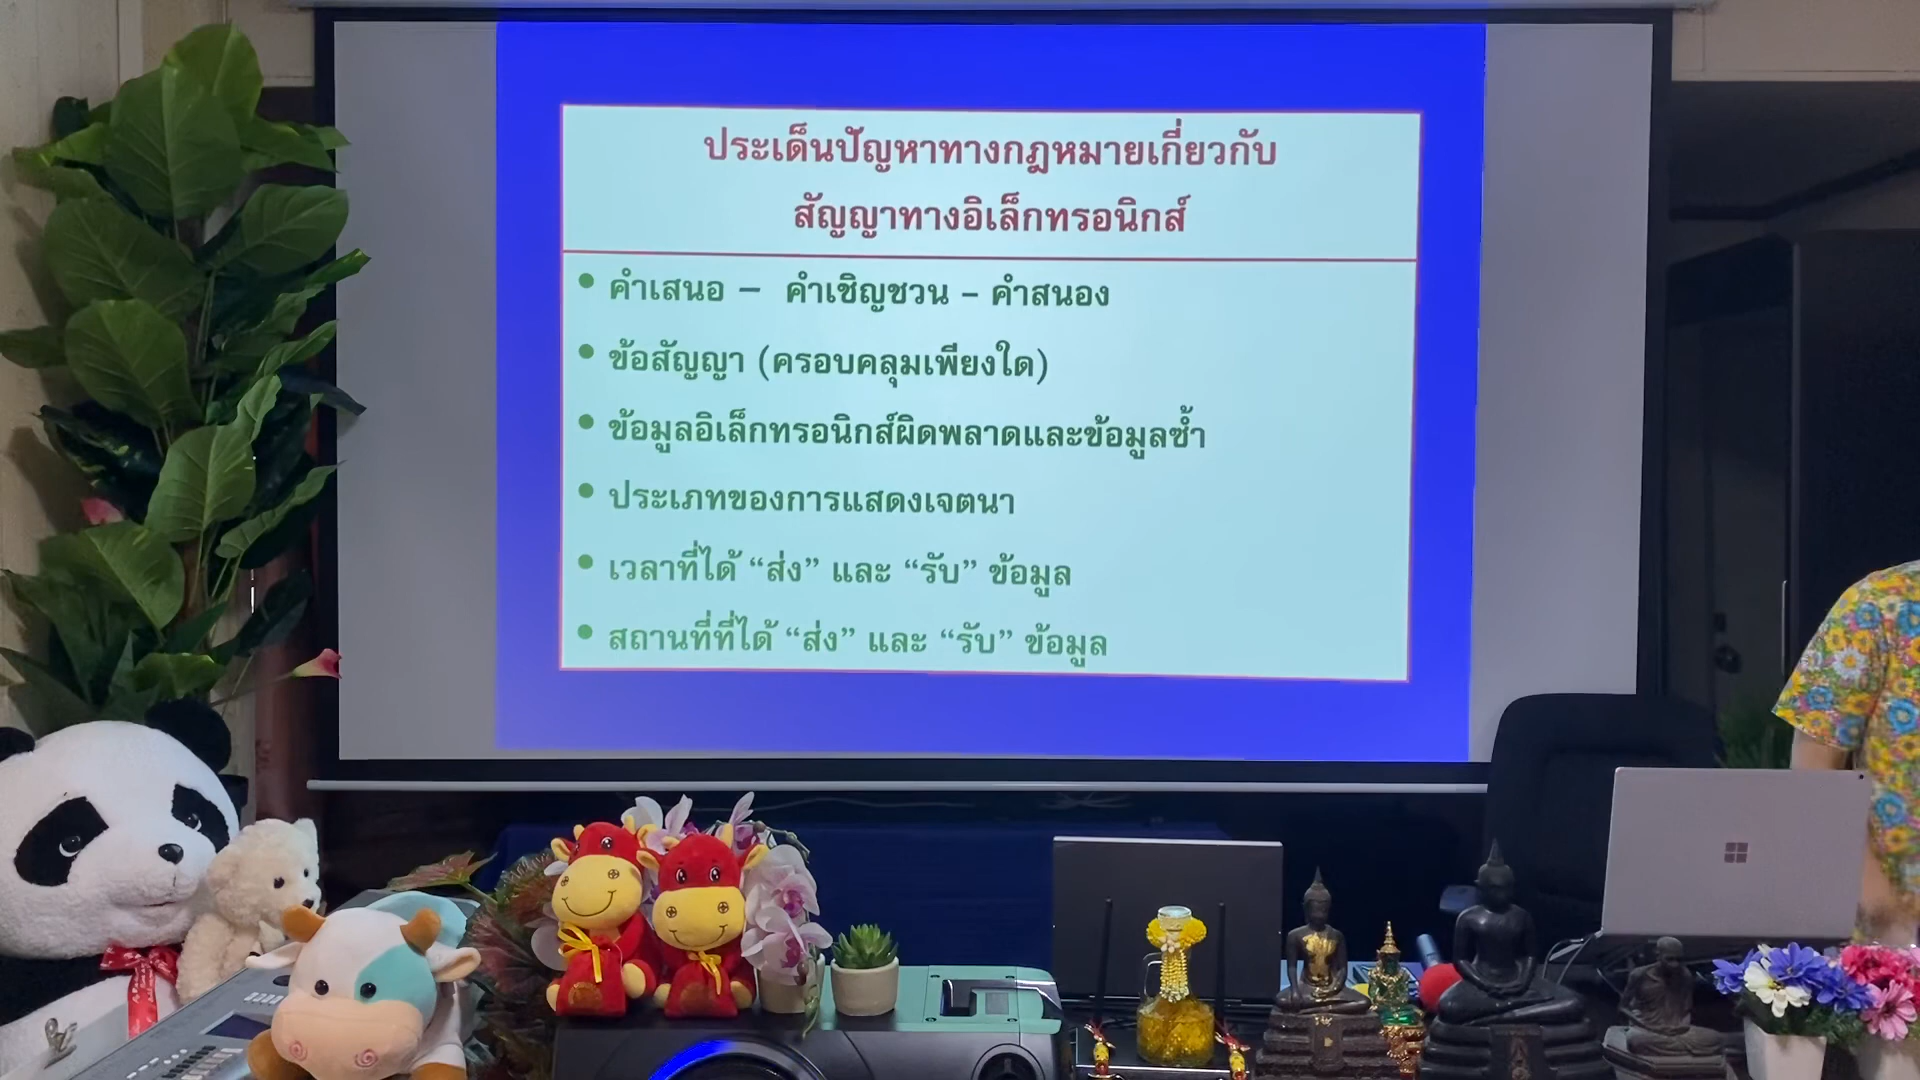 ประเด็นปัญหาทางกฎหมายเกี่ยวกับ
สัญญาทางอิเล็กทรอนิกส์
• คำเสนอ – คำเชิญชวน – คำสนอง
• ข้อสัญญา (ครอบคลุมเพียงใด)
• ข้อมูลอิเล็กทรอนิกส์ผิดพลาดและข้อมูลซ้ำ
• ประเภทของการแสดงเจตนา
• เวลาที่ได้ “ส่ง” และ “รับ” ข้อมูล
• สถานที่ที่ได้ “ส่ง” และ “รับ” ข้อมูล